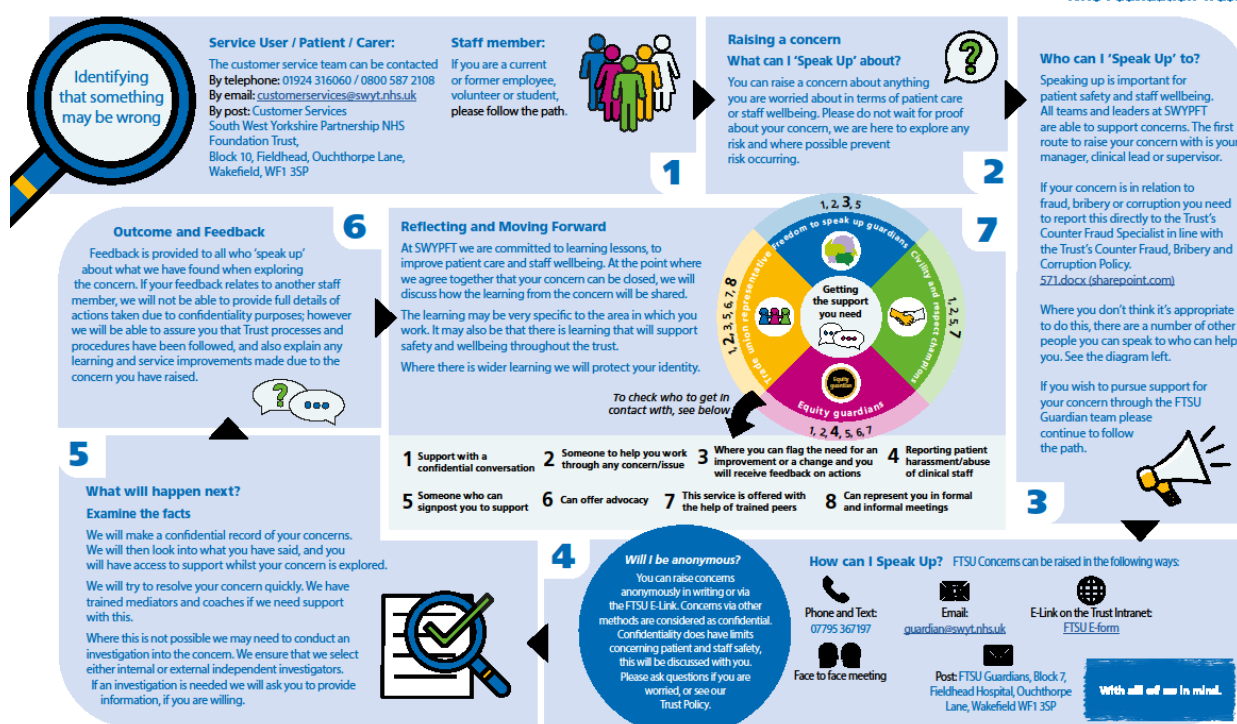 Identifying
that something
may be wrong
Service User / Patient / Carer:
The customer service team can be contacted
By telephone: 01924 316060 / 0800 587 2108
By email: customerservices@swyt.nhs.uk
By post: Customer Services
South West Yorkshire Partnership NHS
Foundation Trust,
Block 10, Fieldhead, Ouchthorpe Lane,
Wakefield, WF1 3SP
Staff member:
If you are a current
or former employee,
volunteer or student,
please follow the path.
1
Raising a concern
What can I ‘Speak Up’ about?
You can raise a concern about anything
you are worried about in terms of patient care
or staff wellbeing. Please do not wait for proof
about your concern, we are here to explore any
risk and where possible prevent
risk occurring.
?
2
Who can I ‘Speak Up’ to?
Speaking up is important for
patient safety and staff wellbeing.
All teams and leaders at SWYPFT
are able to support concerns. The first
route to raise your concern with is your
manager, clinical lead or supervisor.
If your concern is in relation to
fraud, bribery or corruption you need
to report this directly to the Trust’s
Counter Fraud Specialist in line with
the Trust’s Counter Fraud, Bribery and
Corruption Policy.
571.docx (sharepoint.com)
Where you don’t think it’s appropriate
to do this, there are a number of other
people you can speak to who can help
you. See the diagram left.
If you wish to pursue support for
your concern through the FTSU
Guardian team please
continue to follow
the path.
3
How can I Speak Up? FTSU Concerns can be raised in the following ways:
Phone and Text:
07795 367197
Email:
guardian@swyt.nhs.uk
E-Link on the Trust Intranet:
FTSU E-form
Face to face meeting
Post: FTSU Guardians, Block 7,
Fieldhead Hospital, Ouchthorpe
Lane, Wakefield WF1 3SP
With all of us in mind.
4
Will I be anonymous?
You can raise concerns
anonymously in writing or via
the FTSU E-Link. Concerns via other
methods are considered as confidential.
Confidentiality does have limits
concerning patient and staff safety,
this will be discussed with you.
Please ask questions if you are
worried, or see our
Trust Policy.
5
What will happen next?
Examine the facts
We will make a confidential record of your concerns.
We will then look into what you have said, and you
will have access to support whilst your concern is explored.
We will try to resolve your concern quickly. We have
trained mediators and coaches if we need support
with this.
Where this is not possible we may need to conduct an
investigation into the concern. We ensure that we select
either internal or external independent investigators.
If an investigation is needed we will ask you to provide
information, if you are willing.
6
Outcome and Feedback
Feedback is provided to all who ‘speak up’
about what we have found when exploring
the concern. If your feedback relates to another staff
member, we will not be able to provide full details of
actions taken due to confidentiality purposes; however
we will be able to assure you that Trust processes and
procedures have been followed, and also explain any
learning and service improvements made due to the
concern you have raised.
?
7
Reflecting and Moving Forward
At SWYPFT we are committed to learning lessons, to
improve patient care and staff wellbeing. At the point where
we agree together that your concern can be closed, we will
discuss how the learning from the concern will be shared.
The learning may be very specific to the area in which you
work. It may also be that there is learning that will support
safety and wellbeing throughout the trust.
Where there is wider learning we will protect your identity.
To check who to get in
contact with, see below
1, 2, 3, 5
Freedom to speak up guardians
Civility and respect champions
1, 2, 5, 7
Equity guardians
1, 2, 4, 5, 6, 7
Trade union representative
1, 2, 3, 5, 6, 7, 8
Getting
the support
you need
Equity
guardian
1 Support with a
confidential conversation
2 Someone to help you work
through any concern/issue
3 Where you can flag the need for an
improvement or a change and you
will receive feedback on actions
4 Reporting patient
harassment/abuse
of clinical staff
5 Someone who can
signpost you to support
6 Can offer advocacy
7 This service is offered with
the help of trained peers
8 Can represent you in formal
and informal meetings